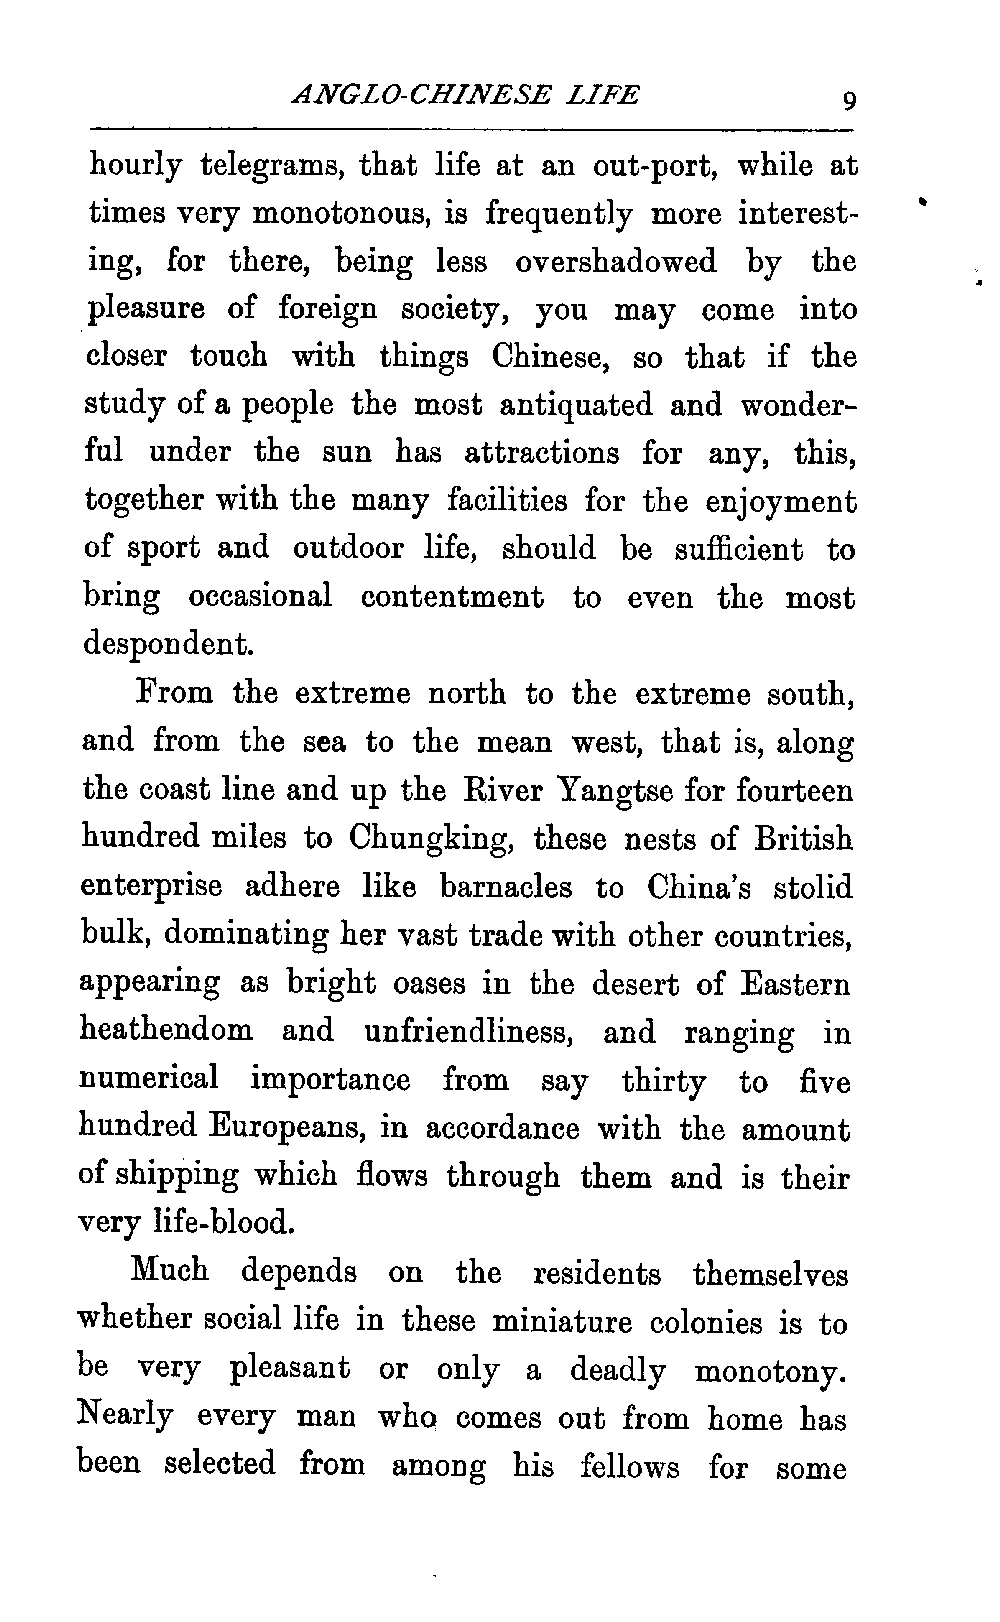 ANGLO-CHINESE LIFE 9
hourly telegrams, that life at an out-port, while at
times very monotonous, is frequently more interest-
ing, for there, being less overshadowed by the
pleasure of foreign society, you may come into
closer touch with things Chinese, so that if the
study of a people the most antiquated and wonder-
ful under the sun has attractions for any, this,
together with the many facilities for the enjoyment
of sport and outdoor life, should be sufficient to
bring occasional contentment to even the most
despondent.
From the extreme north to the extreme south,
and from the sea to the mean west, that is, along
the coast line and up the River Yangtse for fourteen
hundred miles to Chungking, these nests of British
enterprise adhere like barnacles to China's stolid
bulk, dominating her vast trade with other countries,
appearing as bright oases in the desert of Eastern
heathendom and unfriendliness, and ranging in
numerical importance from say thirty to five
hundred Europeans, in accordance with the amount
of shipping which flows through them and is their
very life-blood.
Much depends on the residents themselves
whether social life in these miniature colonies is to
be very pleasant or only a deadly monotony.
Nearly every man who comes out from home has
been selected from among his fellows for some